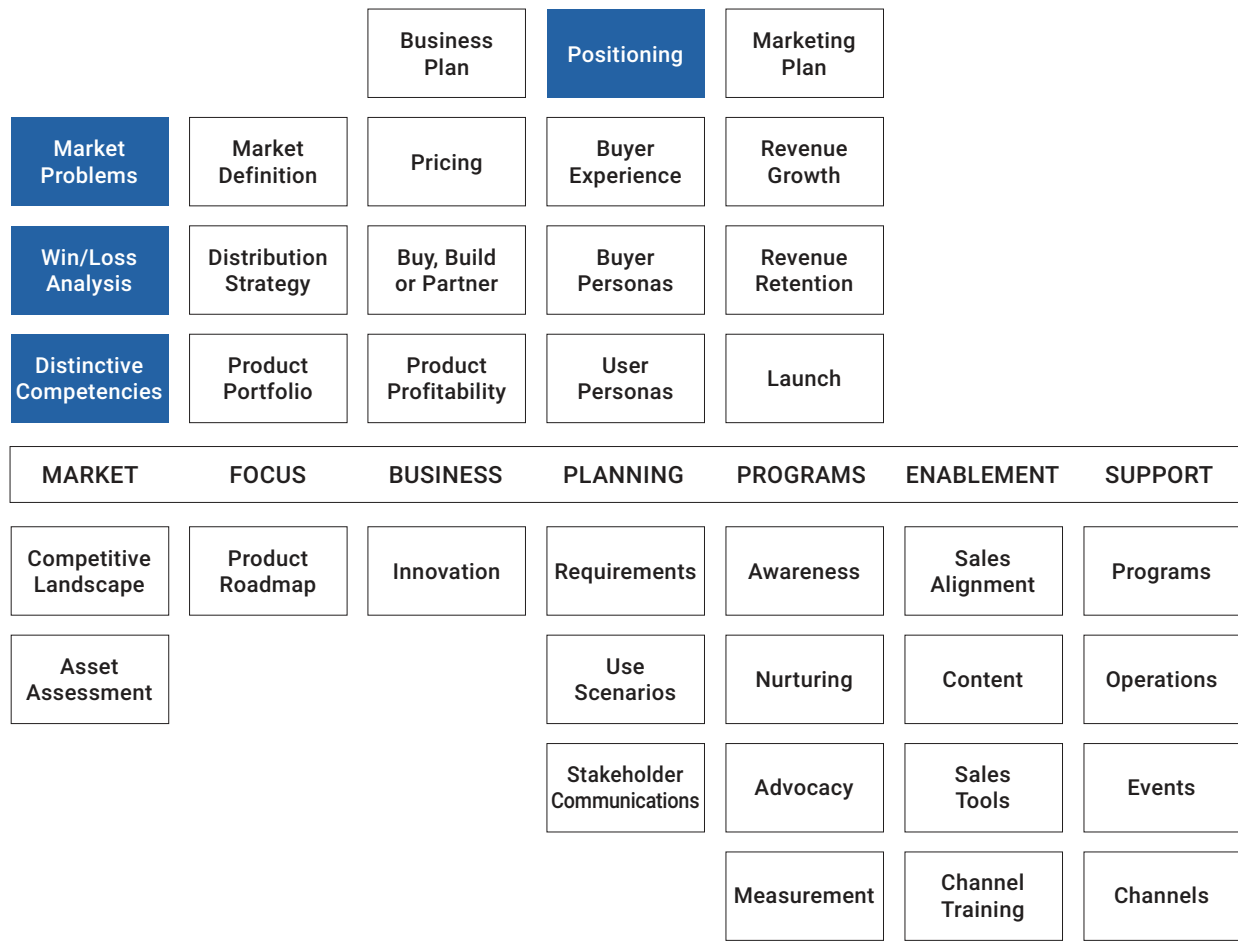 Business
Plan
Positioning
Marketing
Plan
Market
Problems
Market
Definition
Pricing
Buyer
Experience
Revenue
Growth
Win/Loss
Analysis
Distribution
Strategy
Buy, Build
or Partner
Buyer
Personas
Revenue
Retention
Distinctive
Competencies
Product
Portfolio
Product
Profitability
User
Personas
Launch
MARKET
FOCUS
BUSINESS
PLANNING
PROGRAMS
ENABLEMENT
SUPPORT
Competitive
Landscape
Product
Roadmap
Innovation
Requirements
Awareness
Sales
Alignment
Programs
Asset
Assessment
Use
Scenarios
Nurturing
Content
Operations
Stakeholder
Communications
Advocacy
Sales
Tools
Events
Measurement
Channel
Training
Channels